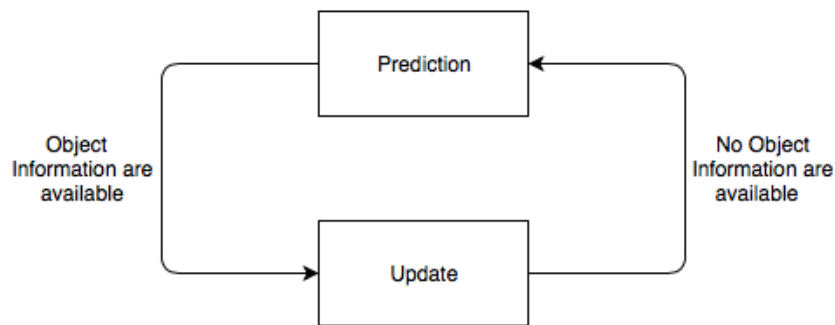 Prediction
Object
Information are
available
No Object
Information are
available
Update